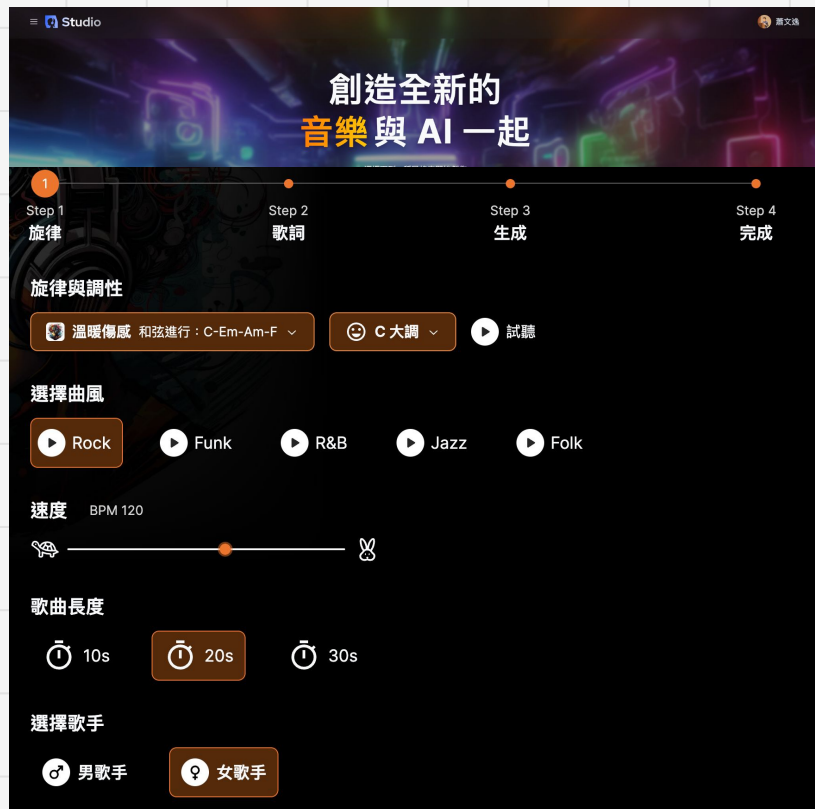 Studio
蕭文逸
創造全新的
音樂與 AI 一起
1
Step 1
旋律
Step 2
歌詞
Step 3
生成
Step 4
完成
旋律與調性
溫暖傷感 和弦進行：C-Em-Am-F
C 大調
試聽
選擇曲風
Rock
Funk
R&B
Jazz
Folk
速度 BPM 120
歌曲長度
10s
20s
30s
選擇歌手
男歌手
女歌手